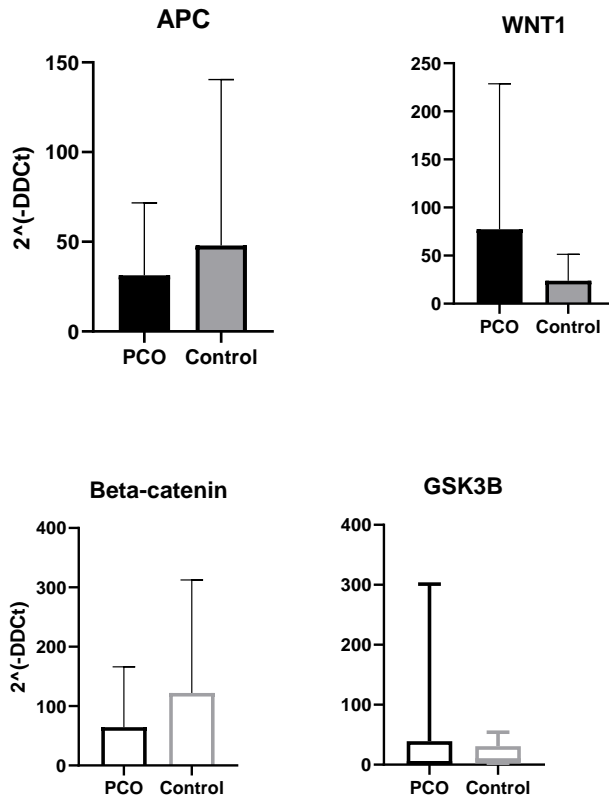 APC
2^(-DDCt)
150
100
50
0
PCO Control
WNT1
250
200
150
100
50
0
PCO Control
Beta-catenin
2^(-DDCt)
400
300
200
100
0
PCO Control
GSK3B
400
300
200
100
0
PCO Control